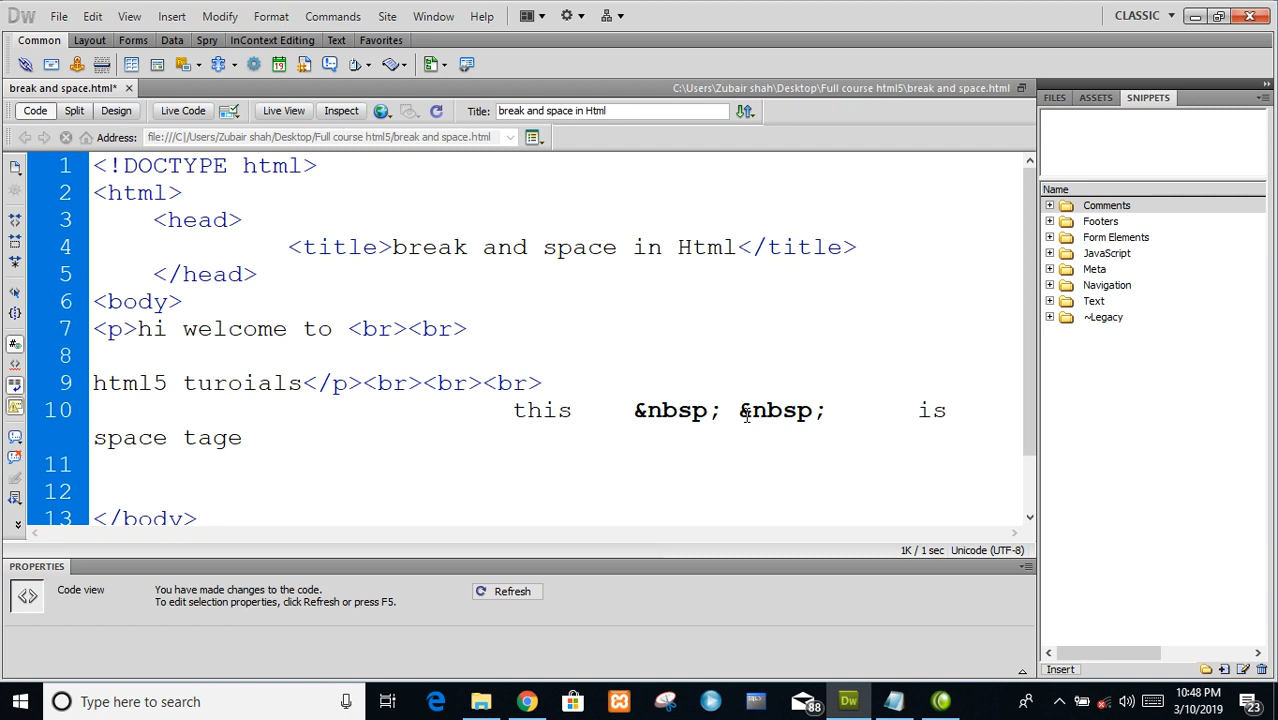 Dw File Edit View Insert Modify Format Commands Site Window Help CLASSIC
Common Layout Forms Data Spry InContext Editing Text Favorites
break and space.html* C:\Users\Zubair shah\Desktop\Full course html5\break and space.html
FILES ASSETS SNIPPETS
Code Split Design Live Code Live View Inspect Title: break and space in Html
Address: file:///C|/Users/Zubair shah/Desktop/Full course html5/break and space.html
1 <!DOCTYPE html>
2 <html>
3 <head>
4 <title>break and space in Html</title>
5 </head>
6 <body>
7 <p>hi welcome to <br><br>
8
9 html5 turoials</p><br><br><br>
10 this &nbsp; &nbsp; is
space tage
11
12
13 </body>
Name
Comments
Footers
Form Elements
JavaScript
Meta
Navigation
Text
~Legacy
1K / 1 sec Unicode (UTF-8)
PROPERTIES
Code view You have made changes to the code.
To edit selection properties, click Refresh or press F5.
Refresh
Insert
Type here to search
88
Dw
10:48 PM
3/10/2019
23